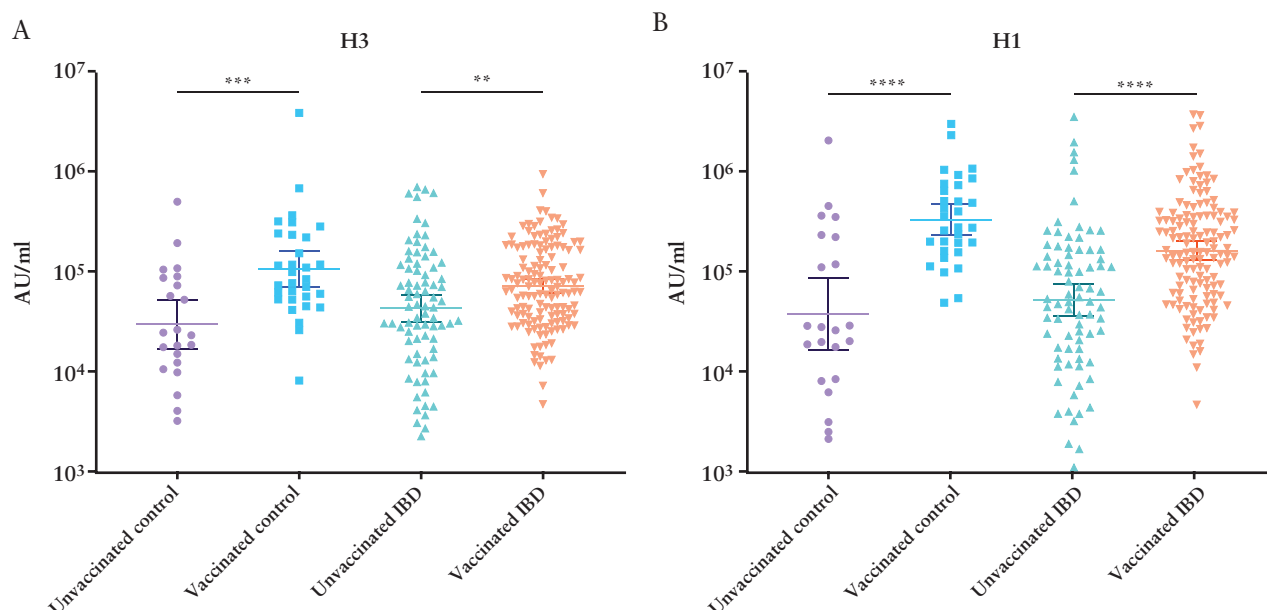 A
H3
***
**
10⁷
10⁶
10⁵
10⁴
10³
AU/ml
Unvaccinated control
Vaccinated control
Unvaccinated IBD
Vaccinated IBD
B
H1
****
****
10⁷
10⁶
10⁵
10⁴
10³
AU/ml
Unvaccinated control
Vaccinated control
Unvaccinated IBD
Vaccinated IBD